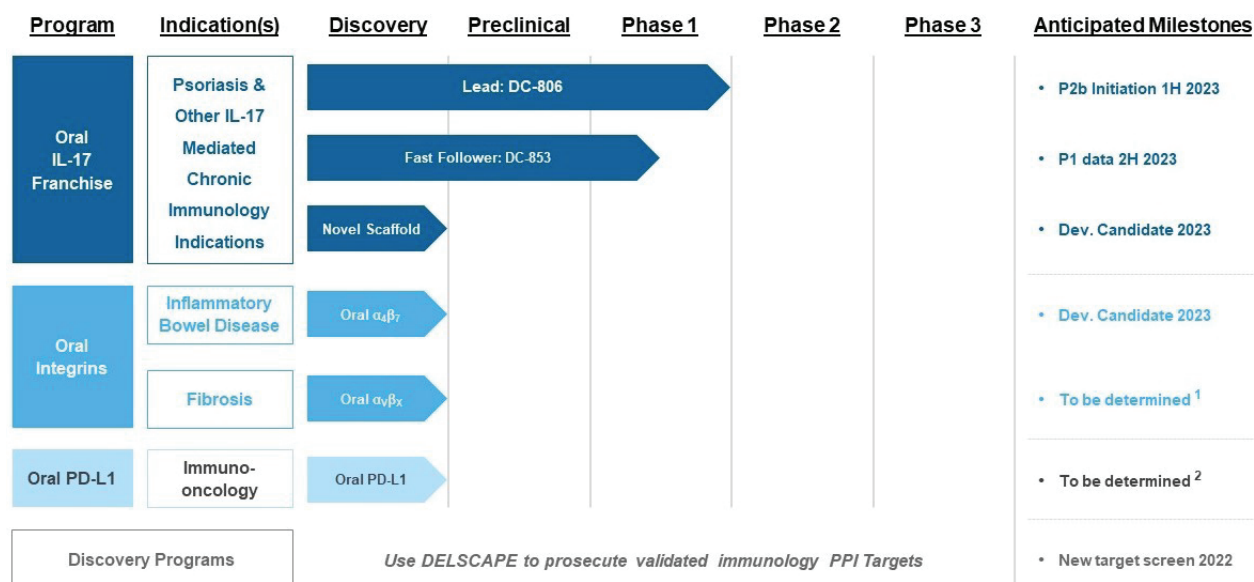 Program Indication(s) Discovery Preclinical Phase 1 Phase 2 Phase 3 Anticipated Milestones
Oral
IL-17
Franchise
Psoriasis &
Other IL-17
Mediated
Chronic
Immunology
Indications
Lead: DC-806
• P2b Initiation 1H 2023
Fast Follower: DC-853
• P1 data 2H 2023
Novel Scaffold
• Dev. Candidate 2023
Oral
Integrins
Inflammatory
Bowel Disease
Oral α₄β₇
• Dev. Candidate 2023
Fibrosis
Oral αᵥβₓ
• To be determined ¹
Oral PD-L1
Immuno-
oncology
Oral PD-L1
• To be determined ²
Discovery Programs
Use DELSCAPE to prosecute validated immunology PPI Targets
• New target screen 2022